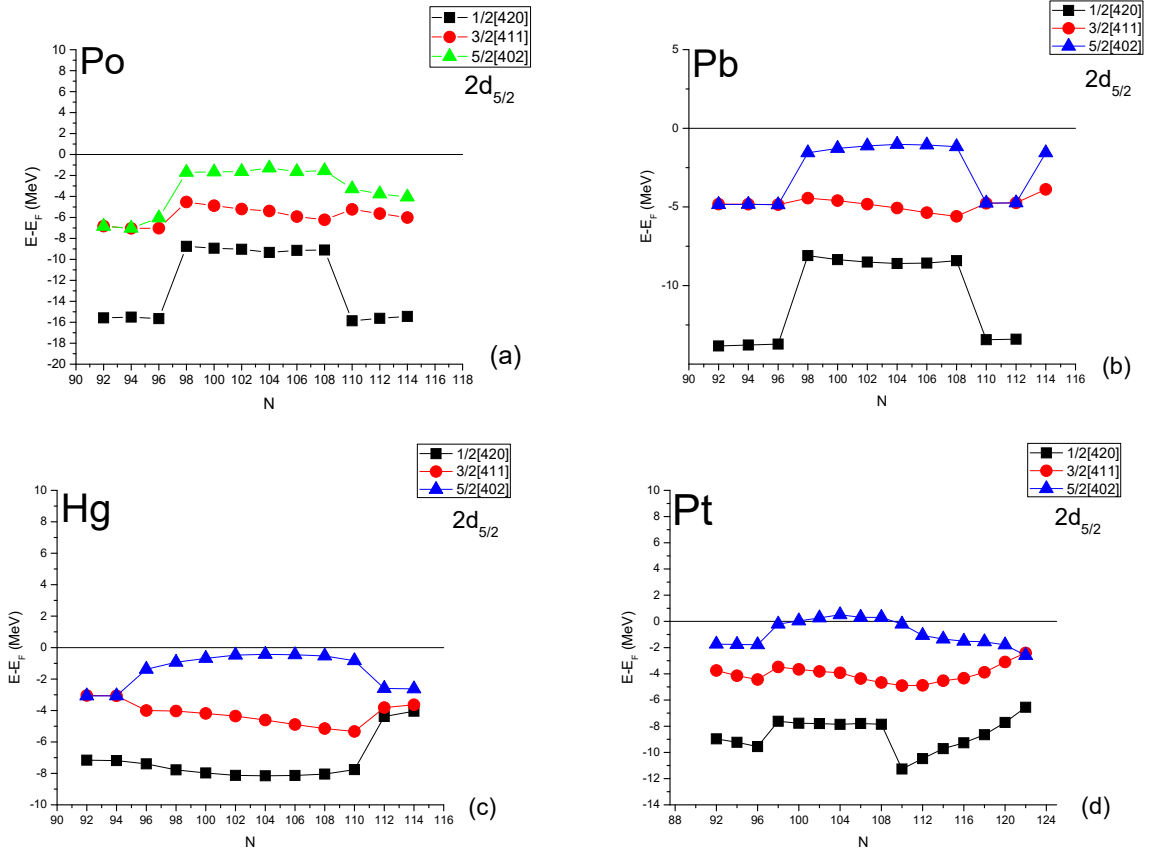 Po
1/2[420]
3/2[411]
5/2[402]
2d5/2
10
8
6
4
2
0
-2
-4
-6
-8
-10
-12
-14
-16
-18
-20
E-EF (MeV)
90 92 94 96 98 100 102 104 106 108 110 112 114 116 118
N
(a)
Pb
1/2[420]
3/2[411]
5/2[402]
2d5/2
5
0
-5
-10
E-EF (MeV)
90 92 94 96 98 100 102 104 106 108 110 112 114 116
N
(b)
Hg
1/2[420]
3/2[411]
5/2[402]
2d5/2
10
8
6
4
2
0
-2
-4
-6
-8
-10
E-EF (MeV)
90 92 94 96 98 100 102 104 106 108 110 112 114 116
N
(c)
Pt
1/2[420]
3/2[411]
5/2[402]
2d5/2
10
8
6
4
2
0
-2
-4
-6
-8
-10
-12
-14
E-EF (MeV)
88 92 96 100 104 108 112 116 120 124
N
(d)